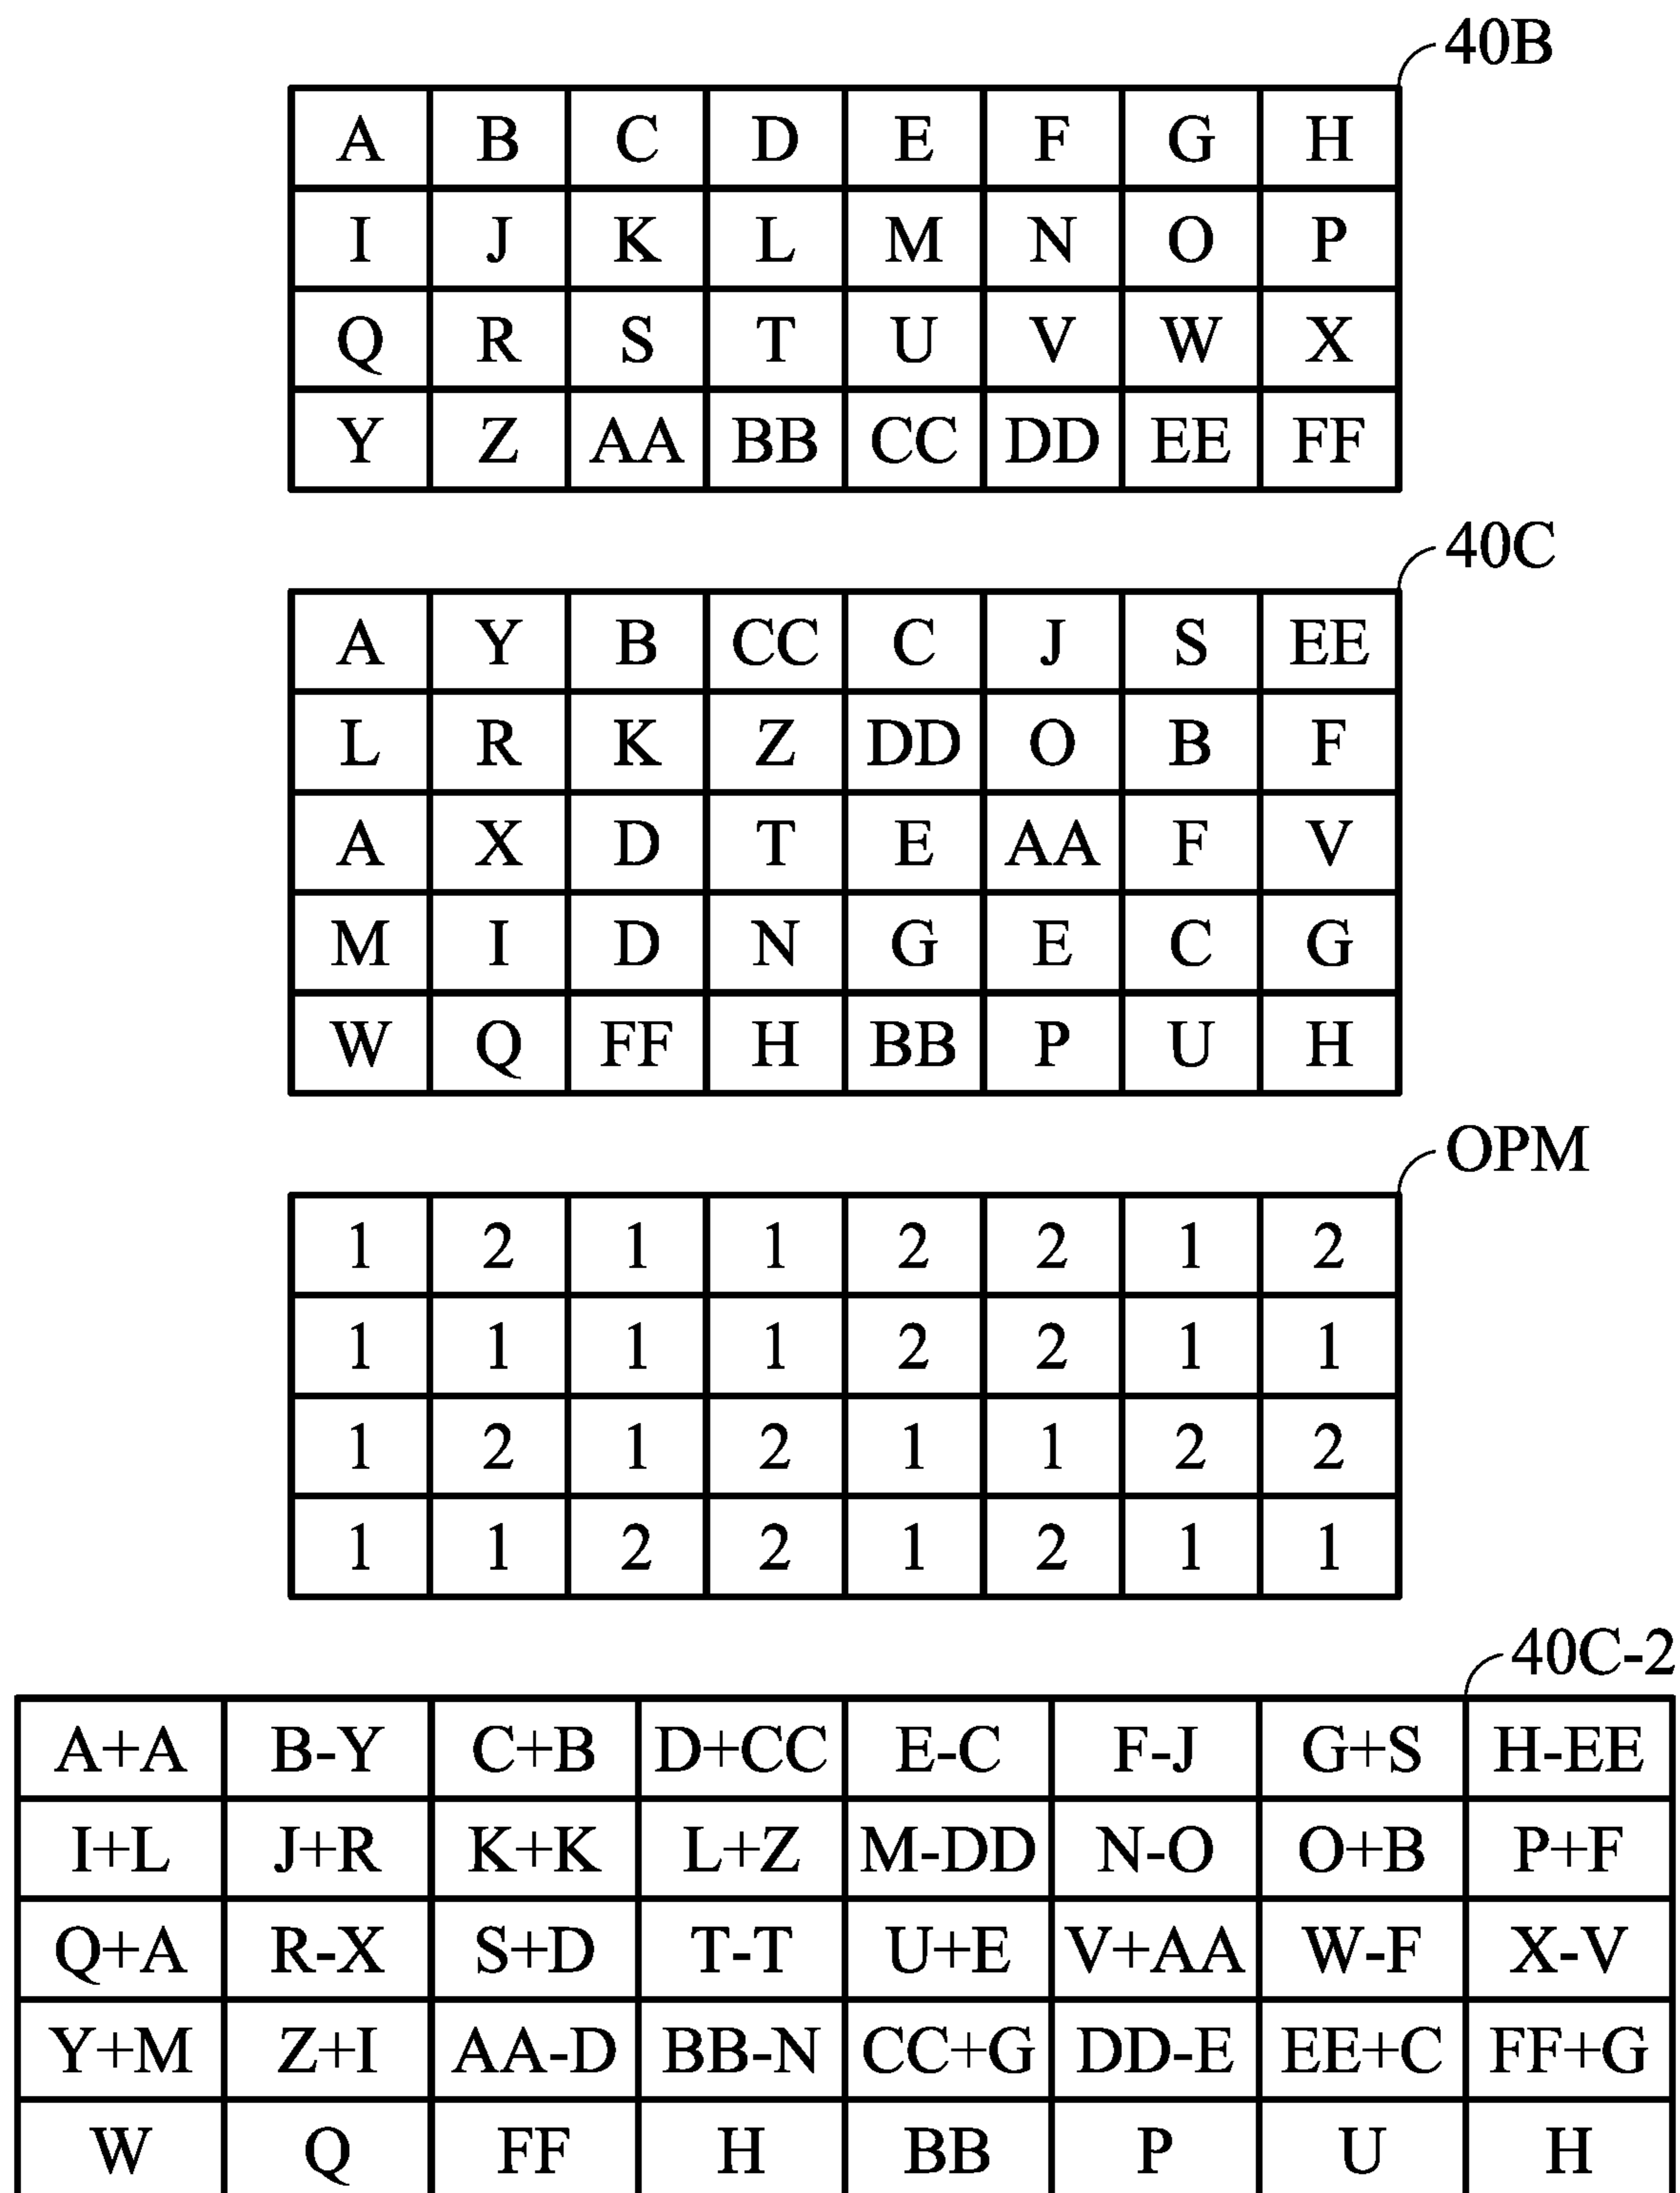 40B
A B C D E F G H
I J K L M N O P
Q R S T U V W X
Y Z AA BB CC DD EE FF
40C
A Y B CC C J S EE
L R K Z DD O B F
A X D T E AA F V
M I D N G E C G
W Q FF H BB P U H
OPM
1 2 1 1 2 2 1 2
1 1 1 1 2 2 1 1
1 2 1 2 1 1 2 2
1 1 2 2 1 2 1 1
40C-2
A+A B-Y C+B D+CC E-C F-J G+S H-EE
I+L J+R K+K L+Z M-DD N-O O+B P+F
Q+A R-X S+D T-T U+E V+AA W-F X-V
Y+M Z+I AA-D BB-N CC+G DD-E EE+C FF+G
W Q FF H BB P U H